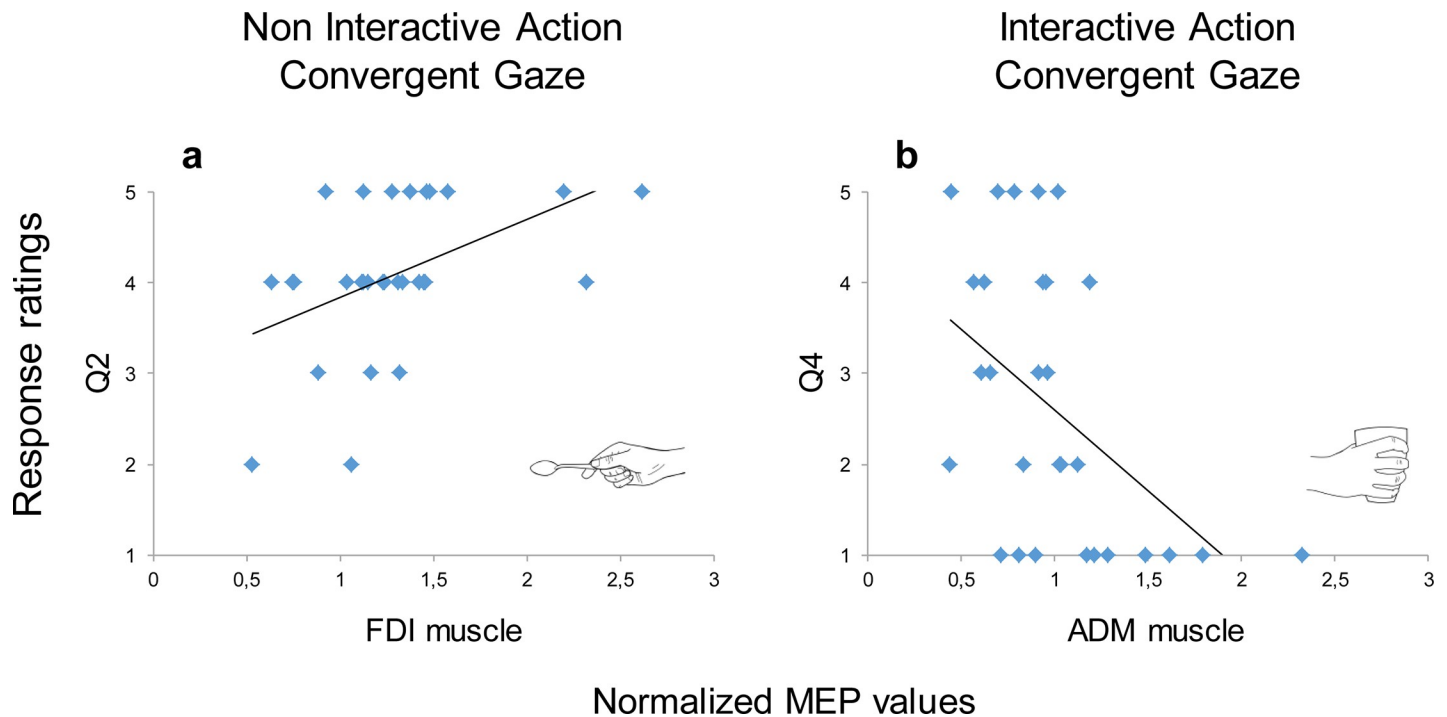 Non Interactive Action
Convergent Gaze
Interactive Action
Convergent Gaze
Response ratings
a
Q2
5
4
3
2
1
0
0,5
1
1,5
2
2,5
3
FDI muscle
b
Q4
5
4
3
2
1
0
0,5
1
1,5
2
2,5
3
ADM muscle
Normalized MEP values